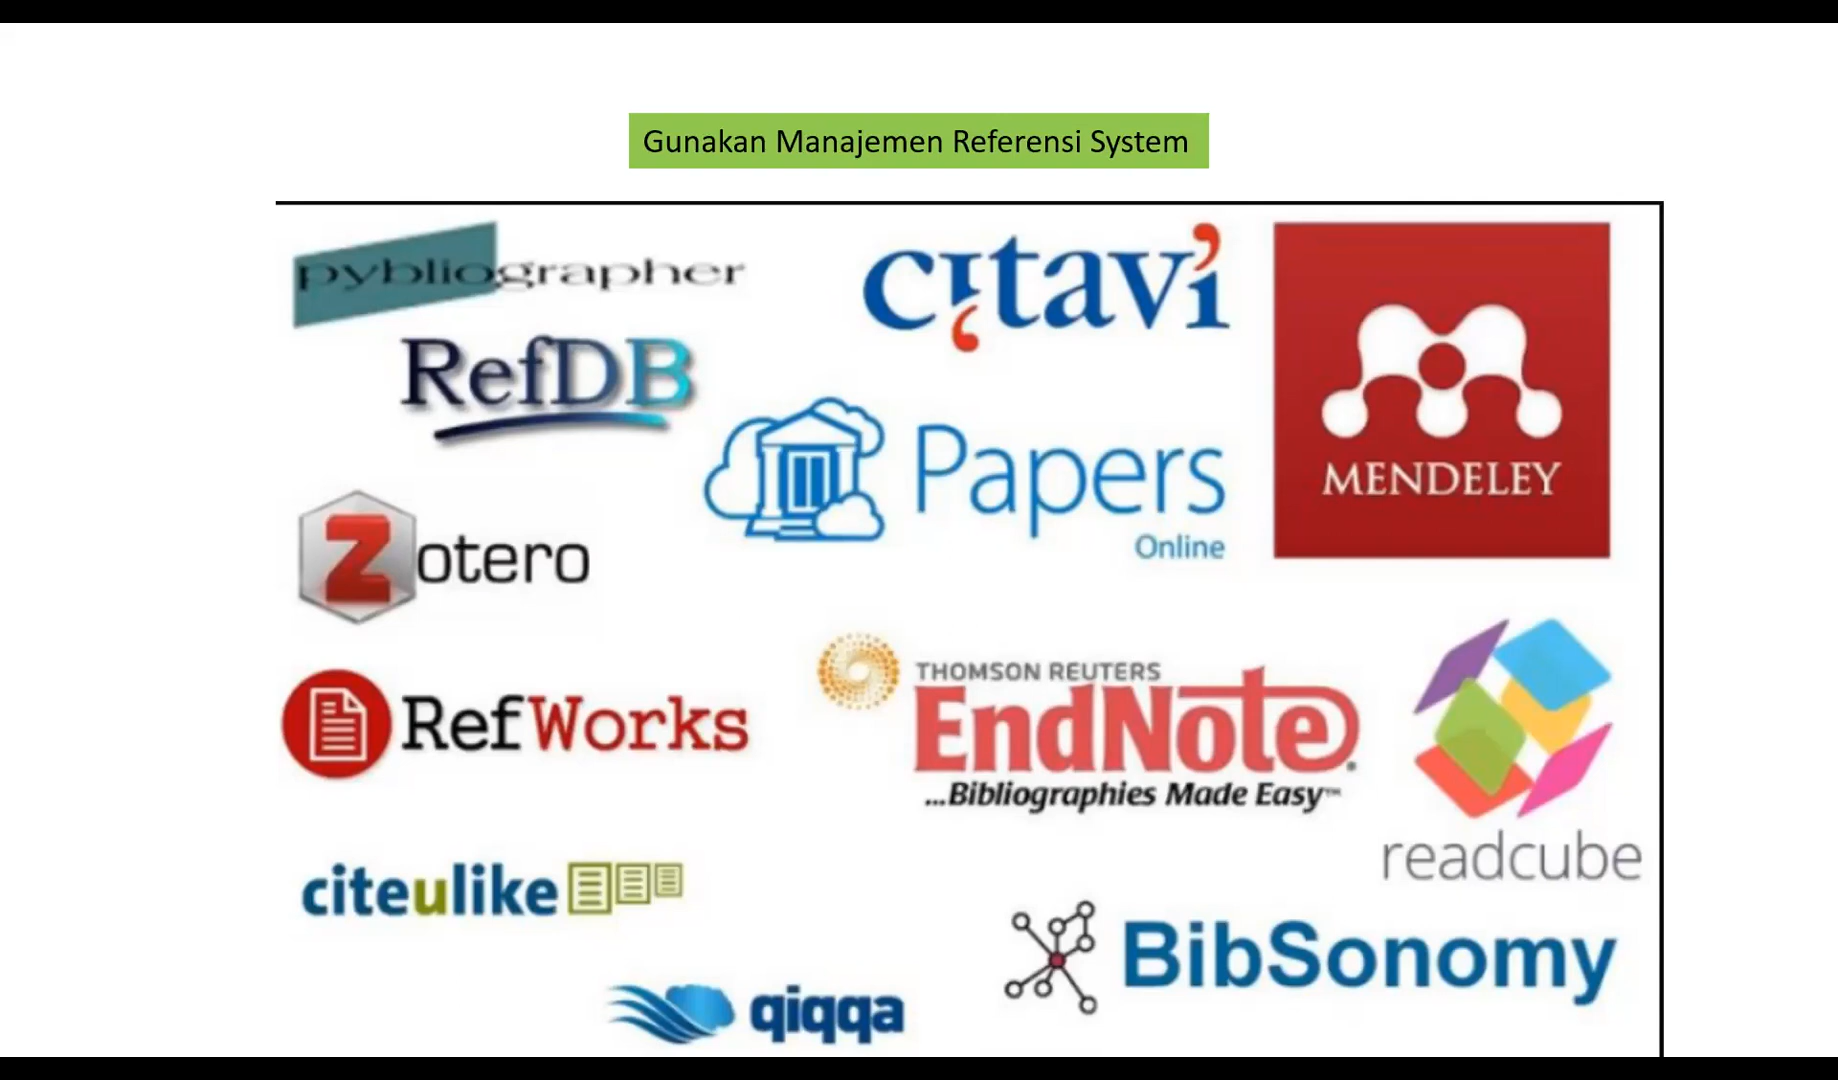 Gunakan Manajemen Referensi System
pybliographer
citavi
MENDELEY
RefDB
Papers
Online
Zotero
THOMSON REUTERS
EndNote®
...Bibliographies Made Easy™
RefWorks
readcube
citeulike
BibSonomy
qiqqa